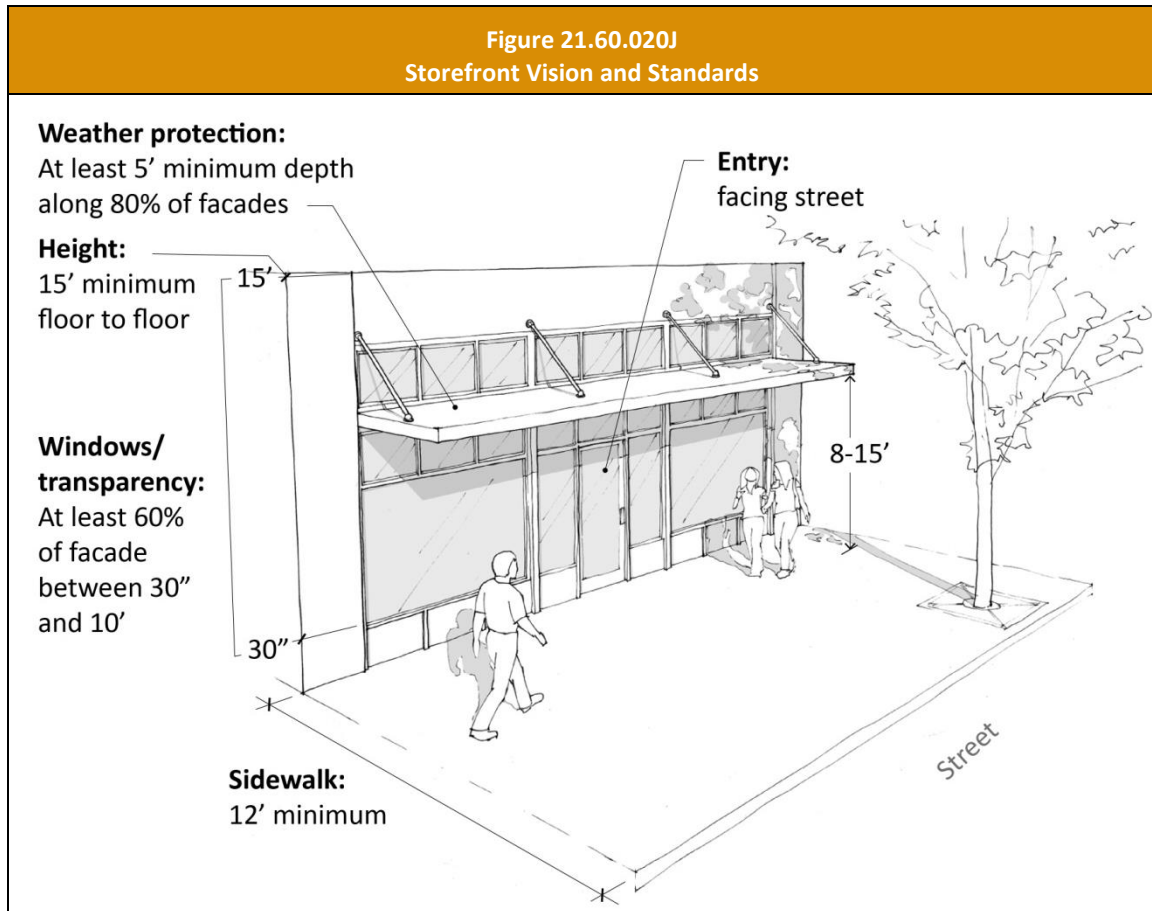 Figure 21.60.020J
Storefront Vision and Standards
Weather protection:
At least 5’ minimum depth
along 80% of facades
Entry:
facing street
Height:
15’ minimum
floor to floor
15’
Windows/
transparency:
At least 60%
of facade
between 30”
and 10’
8-15’
30”
Sidewalk:
12’ minimum
Street